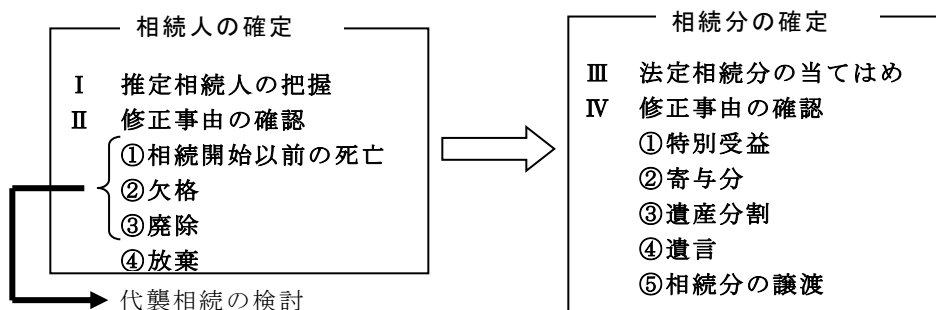 相続人の確定
Ⅰ 推定相続人の把握
Ⅱ 修正事由の確認
①相続開始以前の死亡
②欠格
③廃除
④放棄
代襲相続の検討
相続分の確定
Ⅲ 法定相続分の当てはめ
Ⅳ 修正事由の確認
①特別受益
②寄与分
③遺産分割
④遺言
⑤相続分の譲渡